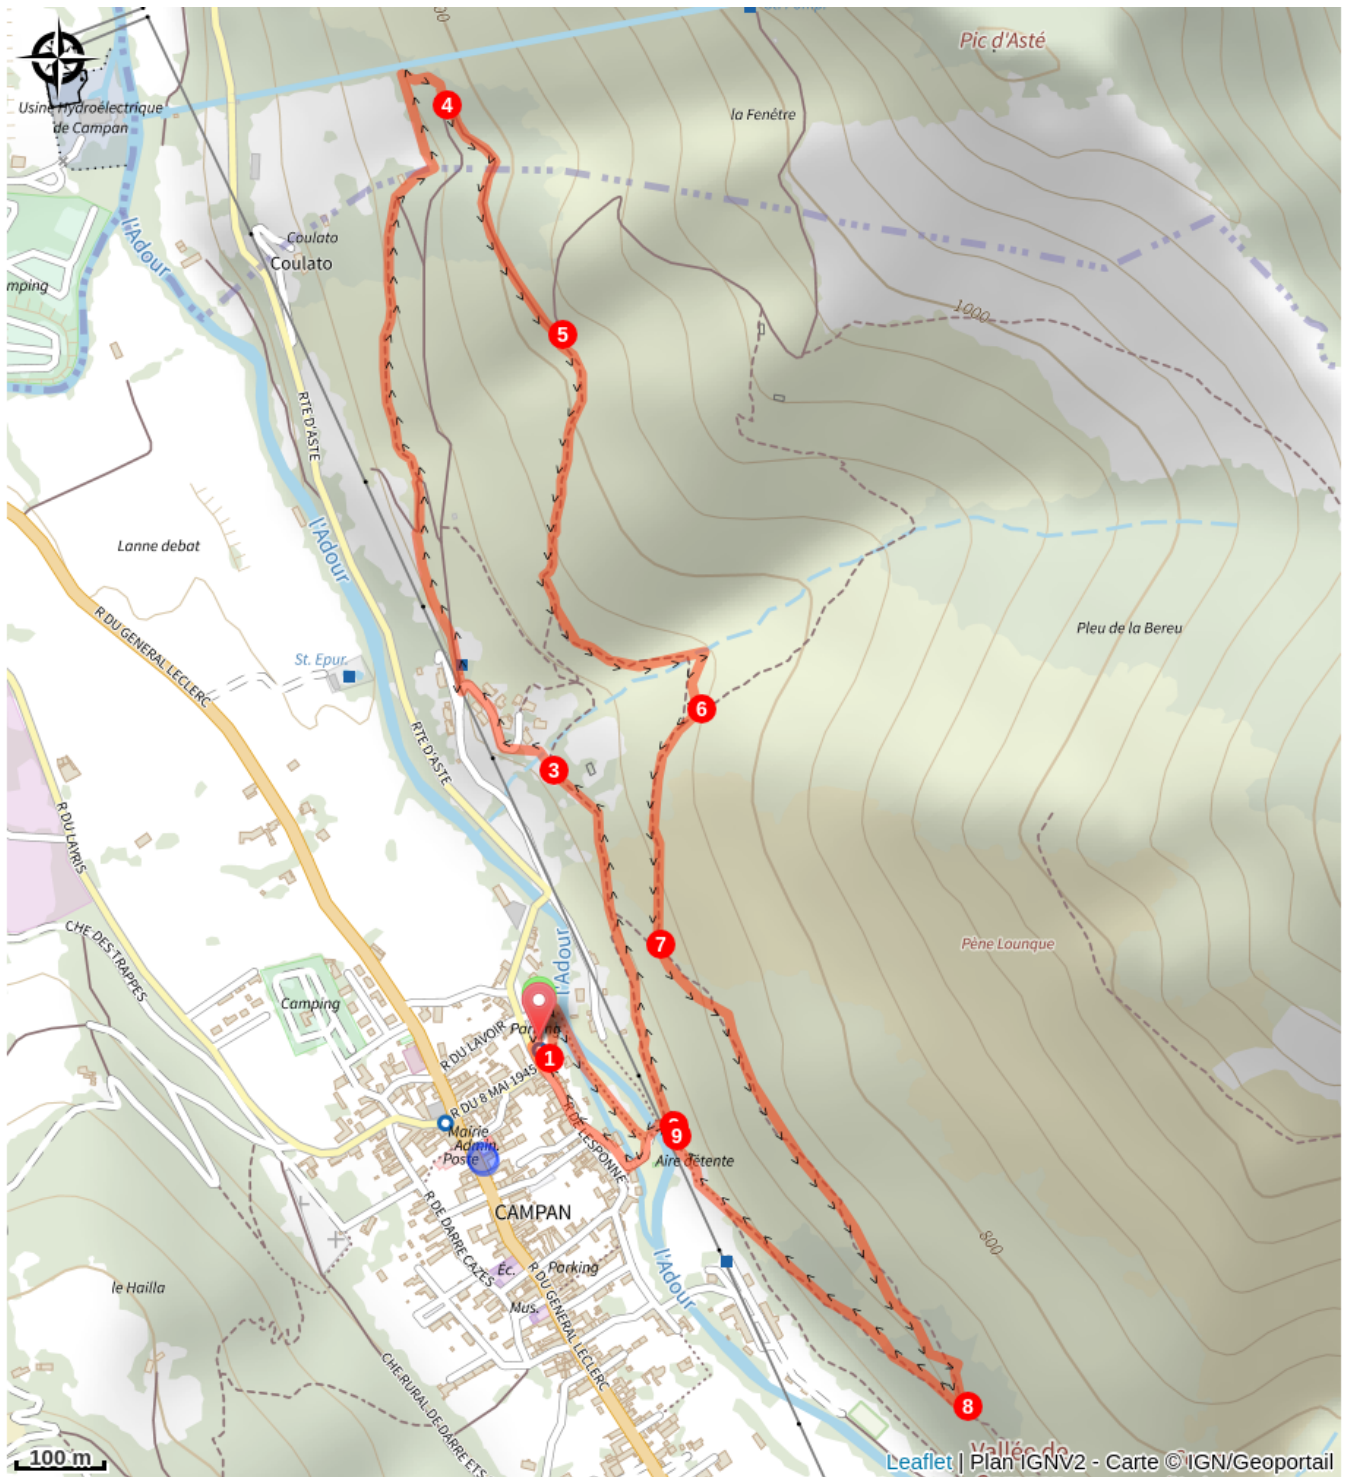 Pic d'Asté
Usine Hydroélectrique
de Campan
4
la Fenêtre
l'Adour
Coulato
Coulato
mping
1000
5
RTE D'ASTE
l'Adour
Lanne debat
R DU GENERAL LECLERC
Pleu de la Bereu
St. Epur.
6
RTE D'ASTE
3
R DU LAYRIS
CHE DES TRAPPES
l'Adour
7
Pène Lounque
Camping
R DU LAVOIR
1
R DU 8 MAI 1945
R DE LESPONNE
9
Mairie
Admin.
Poste
Aire détente
R DE DARRE CAZES
CAMPAN
800
l'Adour
Éc.
Parking
le Hailla
Mus.
R DU GENERAL LECLERC
CHE RURAL DE DARRE ETS
8
Vallée de
100 m
Leaflet | Plan IGNV2 - Carte © IGN/Geoportail